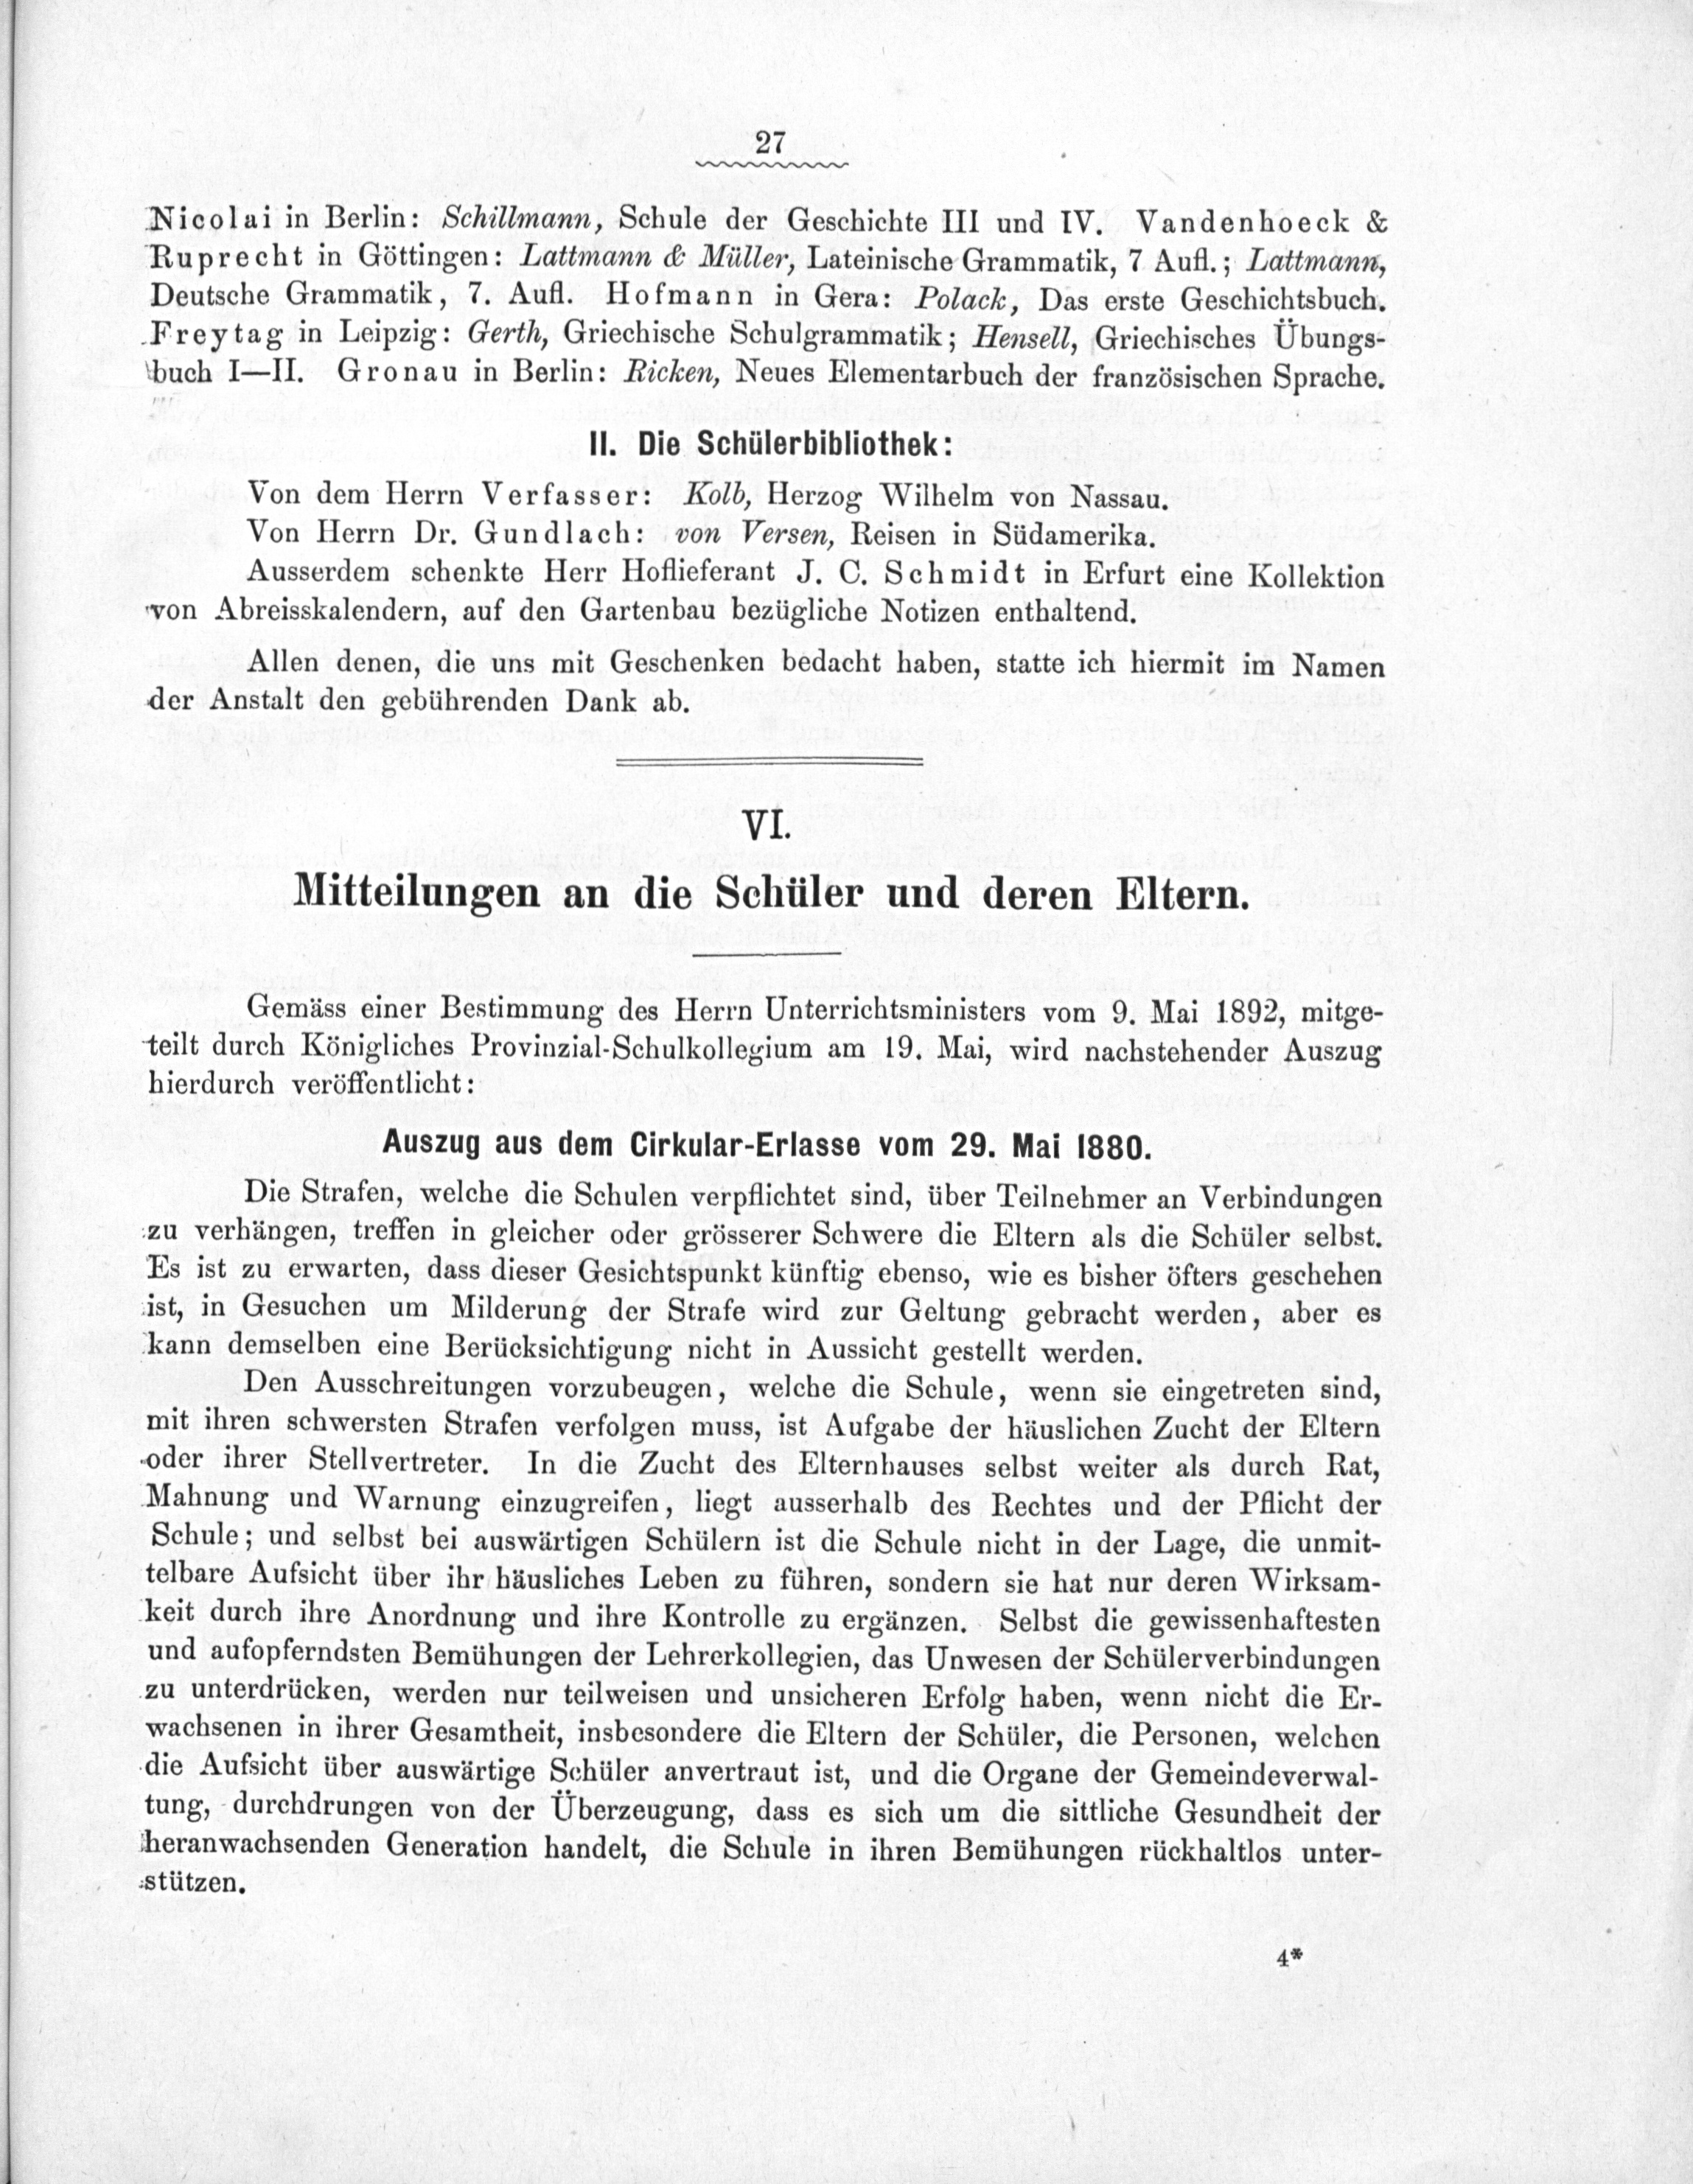 27
Nicolai in Berlin: Schillmann, Schule der Geschichte III und IV. Vandenhoeck &
Ruprecht in Göttingen: Lattmann & Müller, Lateinische Grammatik, 7 Aufl.; Lattmann,
Deutsche Grammatik, 7. Aufl. Hofmann in Gera: Polack, Das erste Geschichtsbuch.
Freytag in Leipzig: Gerth, Griechische Schulgrammatik; Hensell, Griechisches Übungs-
buch I—II. Gronau in Berlin: Ricken, Neues Elementarbuch der französischen Sprache.
II. Die Schülerbibliothek:
Von dem Herrn Verfasser: Kolb, Herzog Wilhelm von Nassau.
Von Herrn Dr. Gundlach: von Versen, Reisen in Südamerika.
Ausserdem schenkte Herr Hoflieferant J. C. Schmidt in Erfurt eine Kollektion
von Abreisskalendern, auf den Gartenbau bezügliche Notizen enthaltend.
Allen denen, die uns mit Geschenken bedacht haben, statte ich hiermit im Namen
der Anstalt den gebührenden Dank ab.
VI.
Mitteilungen an die Schüler und deren Eltern.
Gemäss einer Bestimmung des Herrn Unterrichtsministers vom 9. Mai 1892, mitge-
teilt durch Königliches Provinzial-Schulkollegium am 19. Mai, wird nachstehender Auszug
hierdurch veröffentlicht:
Auszug aus dem Cirkular-Erlasse vom 29. Mai 1880.
Die Strafen, welche die Schulen verpflichtet sind, über Teilnehmer an Verbindungen
zu verhängen, treffen in gleicher oder grösserer Schwere die Eltern als die Schüler selbst.
Es ist zu erwarten, dass dieser Gesichtspunkt künftig ebenso, wie es bisher öfters geschehen
ist, in Gesuchen um Milderung der Strafe wird zur Geltung gebracht werden, aber es
kann demselben eine Berücksichtigung nicht in Aussicht gestellt werden.
Den Ausschreitungen vorzubeugen, welche die Schule, wenn sie eingetreten sind,
mit ihren schwersten Strafen verfolgen muss, ist Aufgabe der häuslichen Zucht der Eltern
oder ihrer Stellvertreter. In die Zucht des Elternhauses selbst weiter als durch Rat,
Mahnung und Warnung einzugreifen, liegt ausserhalb des Rechtes und der Pflicht der
Schule; und selbst bei auswärtigen Schülern ist die Schule nicht in der Lage, die unmit-
telbare Aufsicht über ihr häusliches Leben zu führen, sondern sie hat nur deren Wirksam-
keit durch ihre Anordnung und ihre Kontrolle zu ergänzen. Selbst die gewissenhaftesten
und aufopferndsten Bemühungen der Lehrerkollegien, das Unwesen der Schülerverbindungen
zu unterdrücken, werden nur teilweisen und unsicheren Erfolg haben, wenn nicht die Er-
wachsenen in ihrer Gesamtheit, insbesondere die Eltern der Schüler, die Personen, welchen
die Aufsicht über auswärtige Schüler anvertraut ist, und die Organe der Gemeindeverwal-
tung, durchdrungen von der Überzeugung, dass es sich um die sittliche Gesundheit der
heranwachsenden Generation handelt, die Schule in ihren Bemühungen rückhaltlos unter-
stützen.
4*